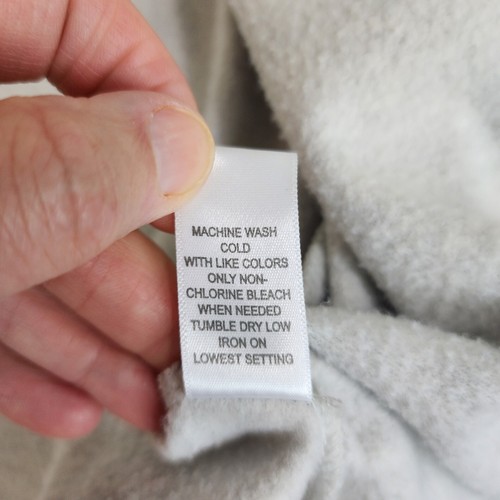 MACHINE WASH
COLD
WITH LIKE COLORS
ONLY NON-
CHLORINE BLEACH
WHEN NEEDED
TUMBLE DRY LOW
IRON ON
LOWEST SETTING